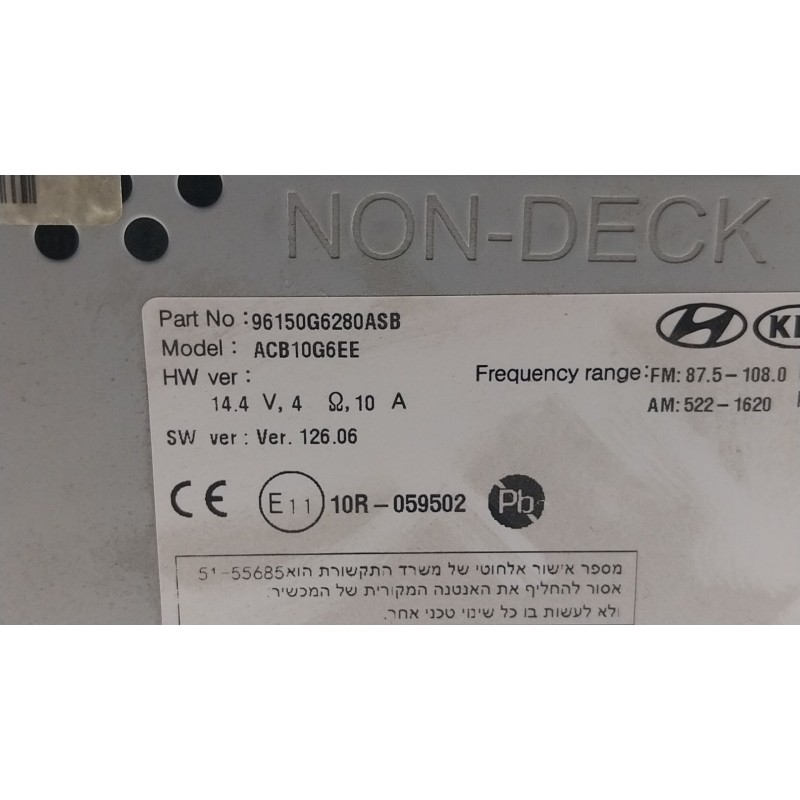 NON-DECK
Part No : 96150G6280ASB
Model : ACB10G6EE
HW ver :
14.4 V, 4 Ω, 10 A
SW ver : Ver. 126.06
Frequency range: FM: 87.5-108.0
AM: 522-1620
CE E11 10R-059502 Pb
מספר אישור אלחוטי של משרד התקשורת הוא 51-55685
אסור להחליף את האנטנה המקורית של המכשיר.
ולא לעשות בו כל שינוי טכני אחר.